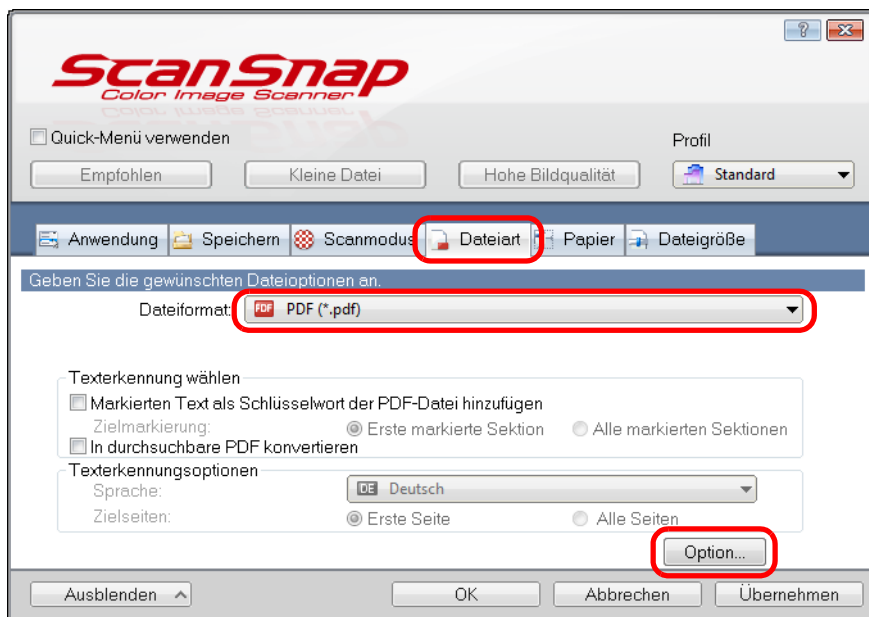 ScanSnap
Color Image Scanner
Quick-Menü verwenden
Profil
Empfohlen Kleine Datei Hohe Bildqualität Standard
Anwendung Speichern Scanmodus Dateiart Papier Dateigröße
Geben Sie die gewünschten Dateioptionen an.
Dateiformat: PDF PDF (*.pdf)
Texterkennung wählen
Markierten Text als Schlüsselwort der PDF-Datei hinzufügen
Zielmarkierung: Erste markierte Sektion Alle markierten Sektionen
In durchsuchbare PDF konvertieren
Texterkennungsoptionen
Sprache: DE Deutsch
Zielseiten: Erste Seite Alle Seiten
Option...
Ausblenden OK Abbrechen Übernehmen